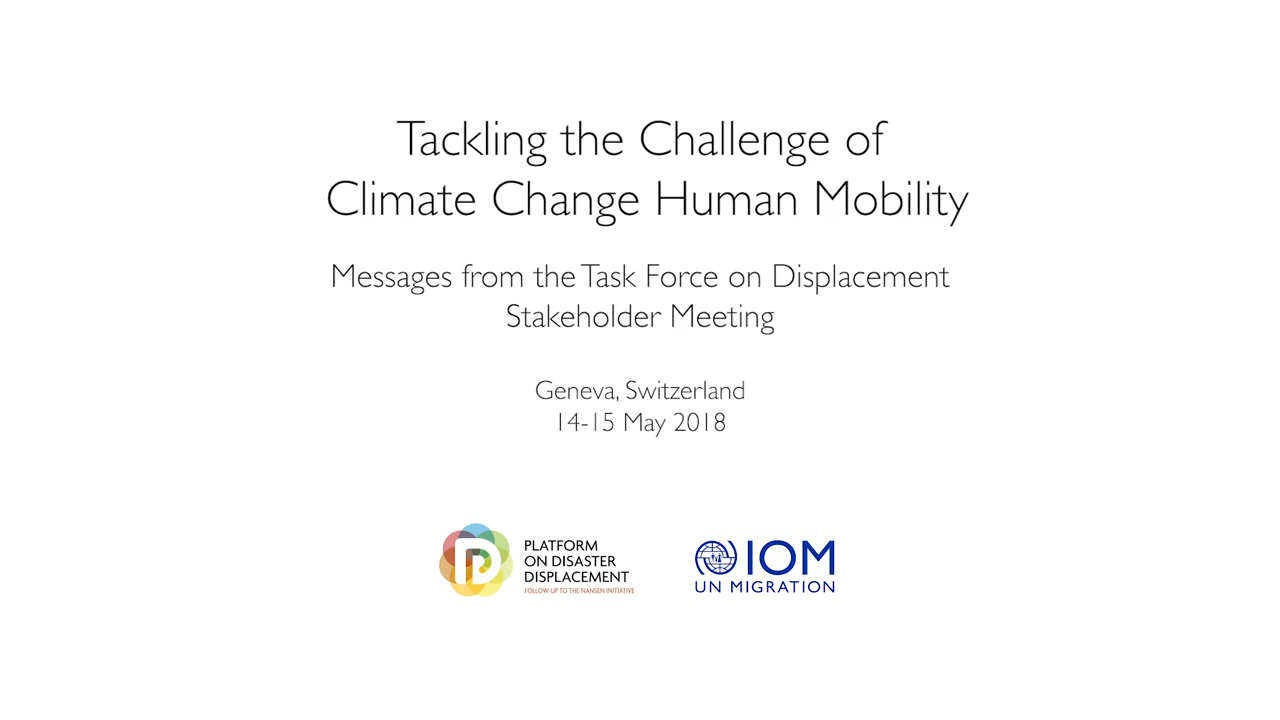 Tackling the Challenge of
Climate Change Human Mobility
Messages from the Task Force on Displacement
Stakeholder Meeting
Geneva, Switzerland
14-15 May 2018
PLATFORM
ON DISASTER
DISPLACEMENT
FOLLOW-UP TO THE NANSEN INITIATIVE
IOM
UN MIGRATION